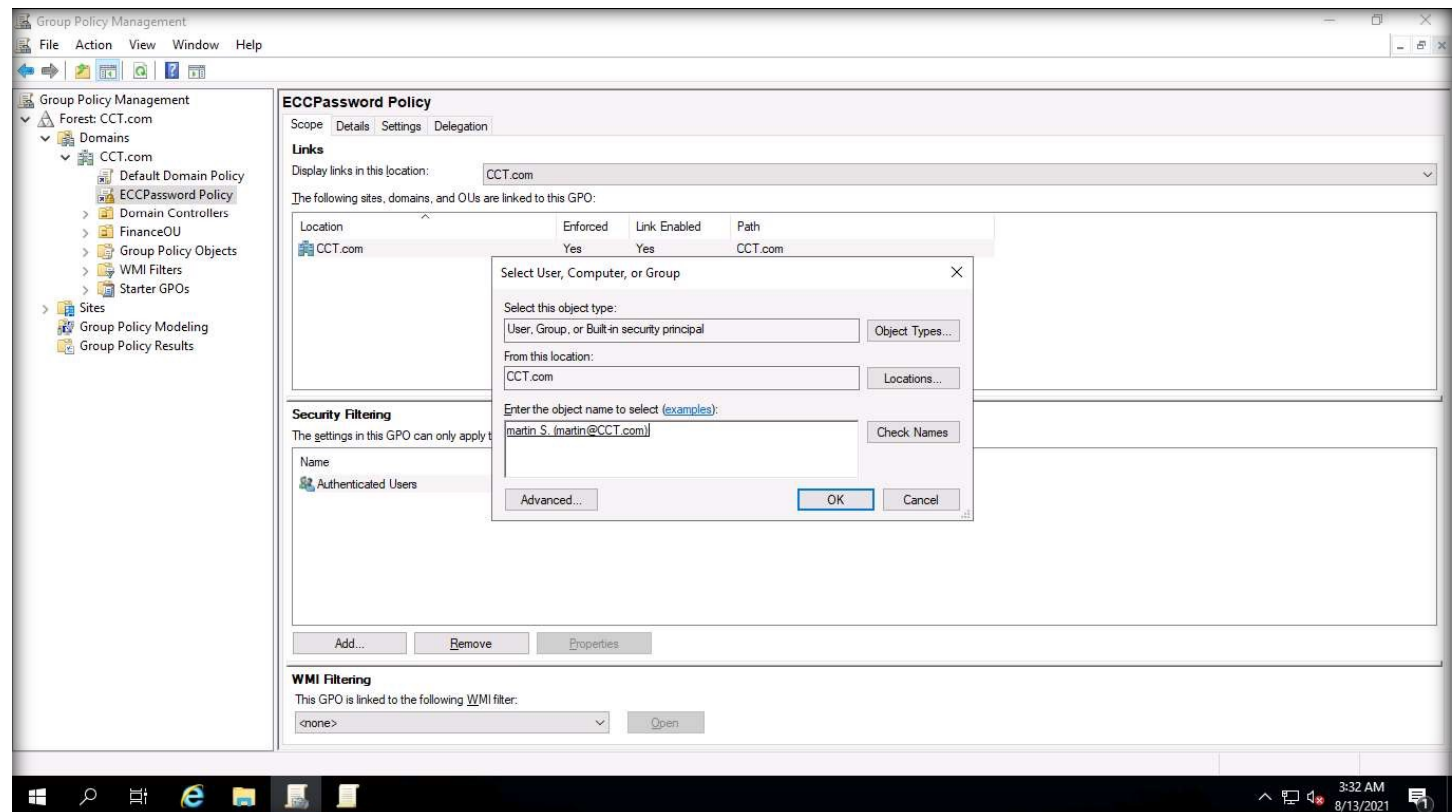 Group Policy Management
File Action View Window Help
Group Policy Management
Forest: CCT.com
Domains
CCT.com
Default Domain Policy
ECCPassword Policy
Domain Controllers
FinanceOU
Group Policy Objects
WMI Filters
Starter GPOs
Sites
Group Policy Modeling
Group Policy Results
ECCPassword Policy
Scope Details Settings Delegation
Links
Display links in this location: CCT.com
The following sites, domains, and OUs are linked to this GPO:
Location Enforced Link Enabled Path
CCT.com Yes Yes CCT.com
Select User, Computer, or Group
Select this object type:
User, Group, or Built-in security principal Object Types...
From this location:
CCT.com Locations...
Enter the object name to select (examples):
martin S. (martin@CCT.com) Check Names
Advanced... OK Cancel
Security Filtering
The settings in this GPO can only apply t
Name
Authenticated Users
Add... Remove Properties
WMI Filtering
This GPO is linked to the following WMI filter:
<none> Open
3:32 AM
8/13/2021